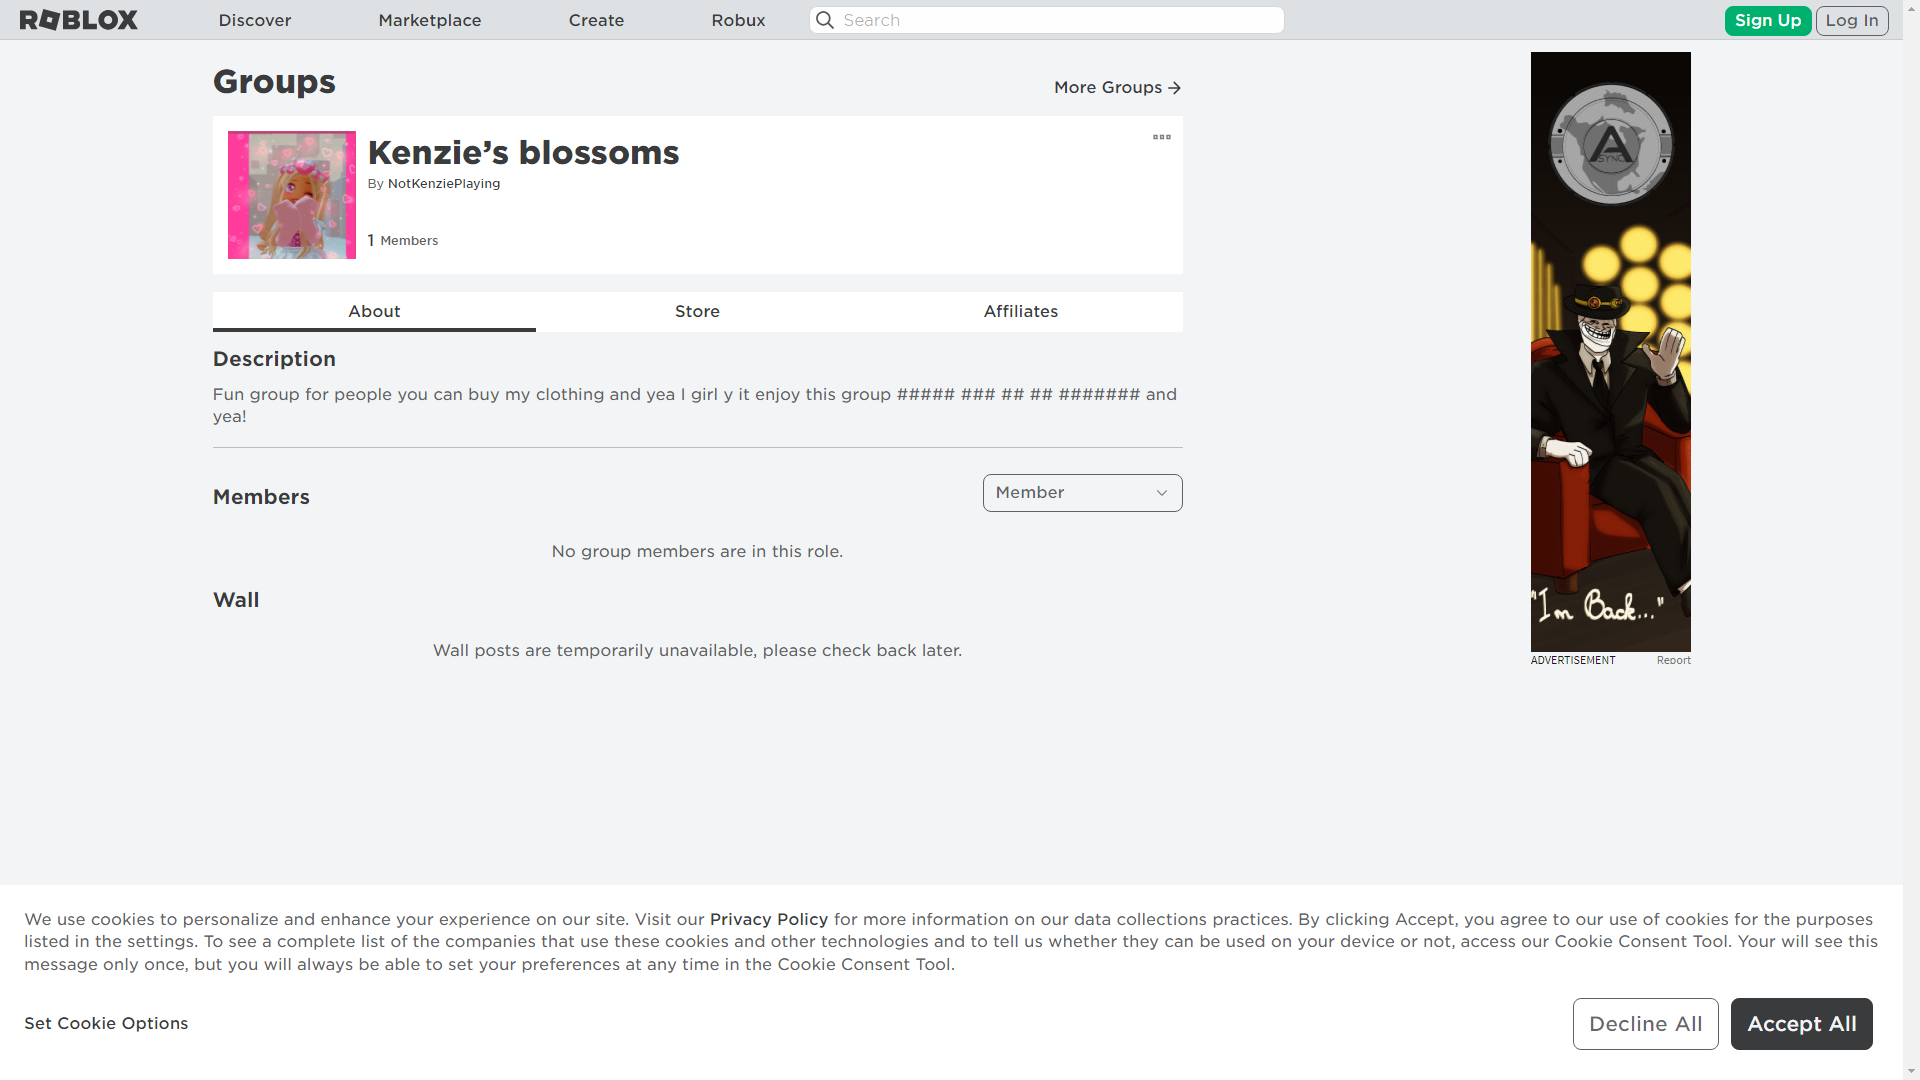 ROBLOX Discover Marketplace Create Robux Search Sign Up Log In
Groups
More Groups
Kenzie’s blossoms
By NotKenziePlaying
1 Members
About Store Affiliates
Description
Fun group for people you can buy my clothing and yea I girl y it enjoy this group ##### ### ## ## ####### and
yea!
Members
Member
No group members are in this role.
Wall
Wall posts are temporarily unavailable, please check back later.
A
SYNC
"I'm Back..."
ADVERTISEMENT Report
We use cookies to personalize and enhance your experience on our site. Visit our Privacy Policy for more information on our data collections practices. By clicking Accept, you agree to our use of cookies for the purposes
listed in the settings. To see a complete list of the companies that use these cookies and other technologies and to tell us whether they can be used on your device or not, access our Cookie Consent Tool. Your will see this
message only once, but you will always be able to set your preferences at any time in the Cookie Consent Tool.
Set Cookie Options
Decline All
Accept All